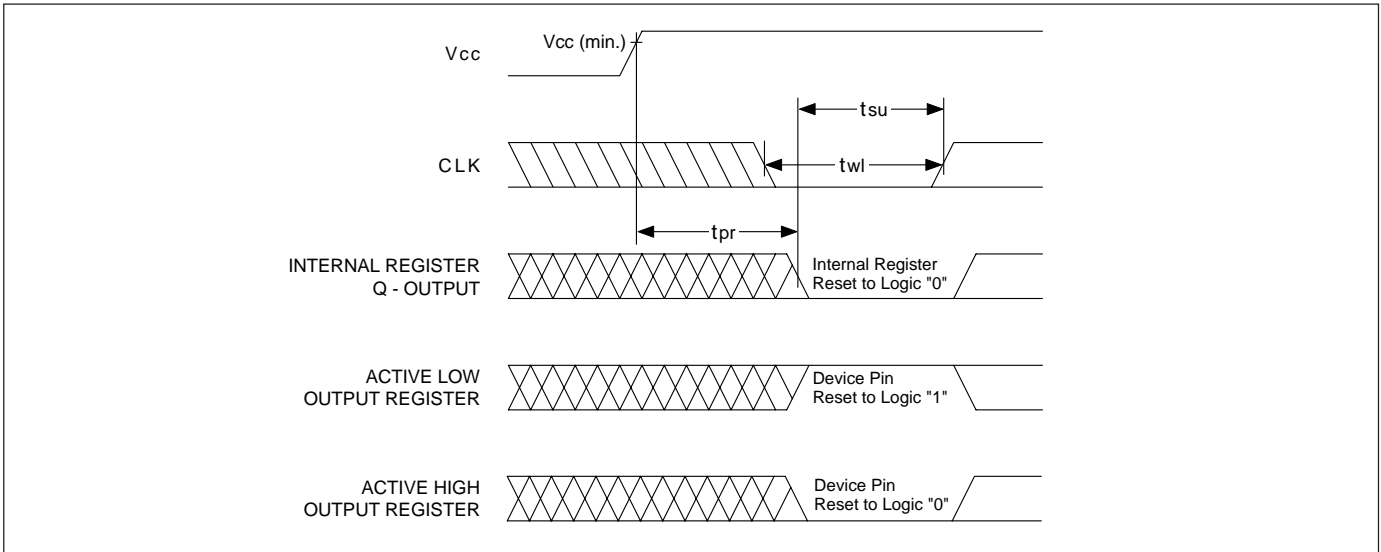 Vcc
Vcc (min.)
tsu
CLK
twl
tpr
INTERNAL REGISTER
Q - OUTPUT
Internal Register
Reset to Logic "0"
ACTIVE LOW
OUTPUT REGISTER
Device Pin
Reset to Logic "1"
ACTIVE HIGH
OUTPUT REGISTER
Device Pin
Reset to Logic "0"